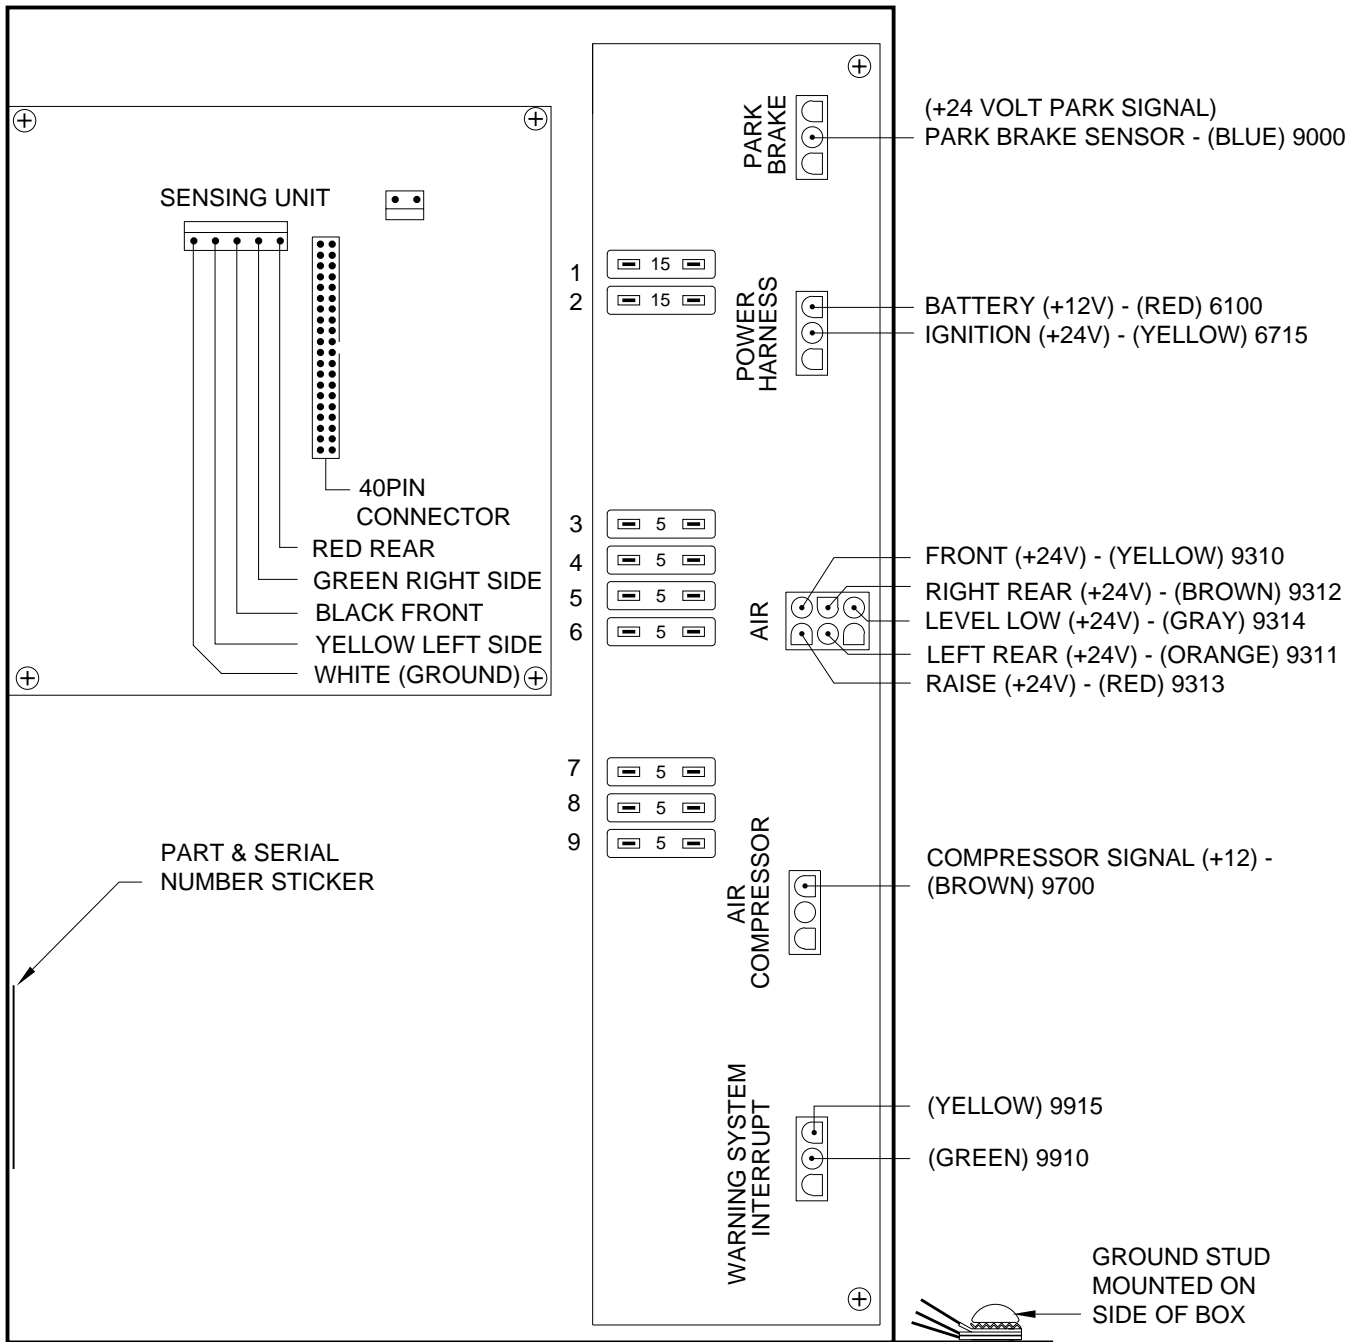 (+24 VOLT PARK SIGNAL)
PARK BRAKE SENSOR - (BLUE) 9000
PARK
BRAKE
SENSING UNIT
1
15
2
15
POWER
HARNESS
BATTERY (+12V) - (RED) 6100
IGNITION (+24V) - (YELLOW) 6715
40PIN
CONNECTOR
RED REAR
GREEN RIGHT SIDE
BLACK FRONT
YELLOW LEFT SIDE
WHITE (GROUND)
3
5
4
5
5
5
6
5
AIR
FRONT (+24V) - (YELLOW) 9310
RIGHT REAR (+24V) - (BROWN) 9312
LEVEL LOW (+24V) - (GRAY) 9314
LEFT REAR (+24V) - (ORANGE) 9311
RAISE (+24V) - (RED) 9313
7
5
8
5
9
5
PART & SERIAL
NUMBER STICKER
AIR
COMPRESSOR
COMPRESSOR SIGNAL (+12) -
(BROWN) 9700
WARNING SYSTEM
INTERRUPT
(YELLOW) 9915
(GREEN) 9910
GROUND STUD
MOUNTED ON
SIDE OF BOX